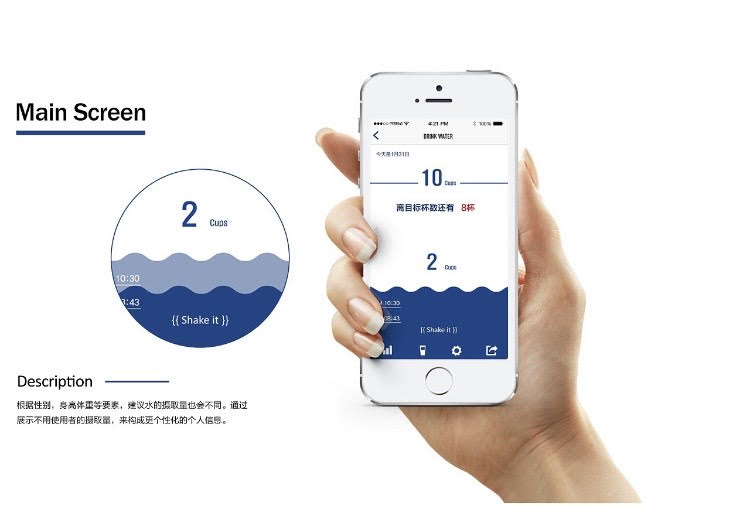 Main Screen
2 Cups
10:30
8:43
{{ Shake it }}
Description
根据性别，身高体重等要素，建议水的摄取量也会不同。通过
展示不用使用者的摄取量，来构成更个性化的个人信息。
4:21 PM
100%
DRINK WATER
今天是1月31日
10 Cups
离目标杯数还有 8杯
2 Cups
10:30
08:43
{{ Shake it }}